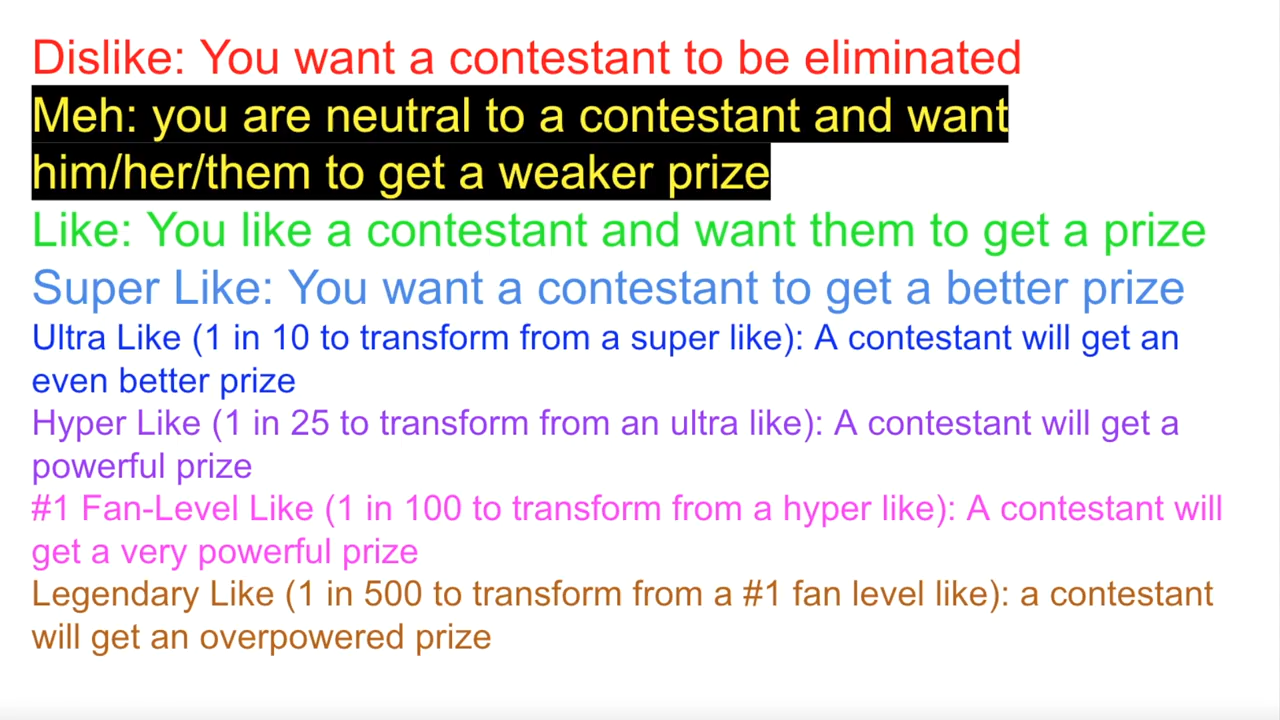 Dislike: You want a contestant to be eliminated
Meh: you are neutral to a contestant and want
him/her/them to get a weaker prize
Like: You like a contestant and want them to get a prize
Super Like: You want a contestant to get a better prize
Ultra Like (1 in 10 to transform from a super like): A contestant will get an
even better prize
Hyper Like (1 in 25 to transform from an ultra like): A contestant will get a
powerful prize
#1 Fan-Level Like (1 in 100 to transform from a hyper like): A contestant will
get a very powerful prize
Legendary Like (1 in 500 to transform from a #1 fan level like): a contestant
will get an overpowered prize